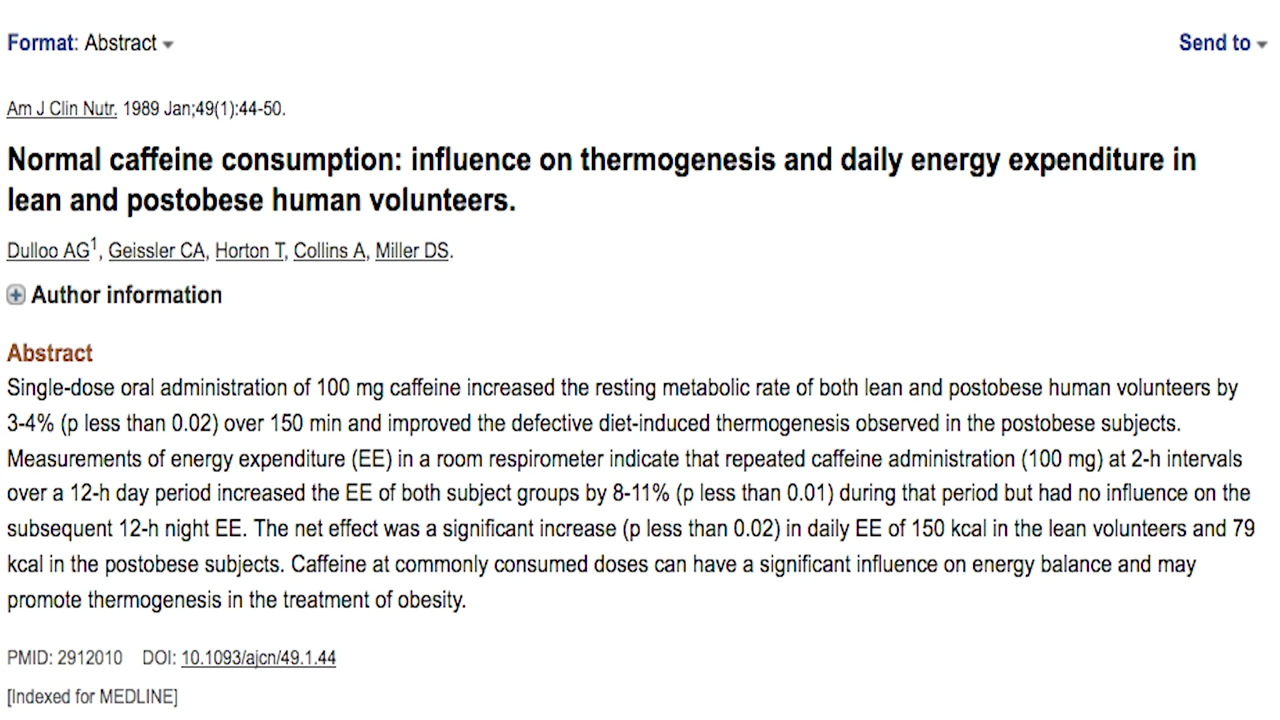 Format: Abstract
Send to
Am J Clin Nutr. 1989 Jan;49(1):44-50.
Normal caffeine consumption: influence on thermogenesis and daily energy expenditure in
lean and postobese human volunteers.
Dulloo AG1, Geissler CA, Horton T, Collins A, Miller DS.
Author information
Abstract
Single-dose oral administration of 100 mg caffeine increased the resting metabolic rate of both lean and postobese human volunteers by
3-4% (p less than 0.02) over 150 min and improved the defective diet-induced thermogenesis observed in the postobese subjects.
Measurements of energy expenditure (EE) in a room respirometer indicate that repeated caffeine administration (100 mg) at 2-h intervals
over a 12-h day period increased the EE of both subject groups by 8-11% (p less than 0.01) during that period but had no influence on the
subsequent 12-h night EE. The net effect was a significant increase (p less than 0.02) in daily EE of 150 kcal in the lean volunteers and 79
kcal in the postobese subjects. Caffeine at commonly consumed doses can have a significant influence on energy balance and may
promote thermogenesis in the treatment of obesity.
PMID: 2912010 DOI: 10.1093/ajcn/49.1.44
[Indexed for MEDLINE]